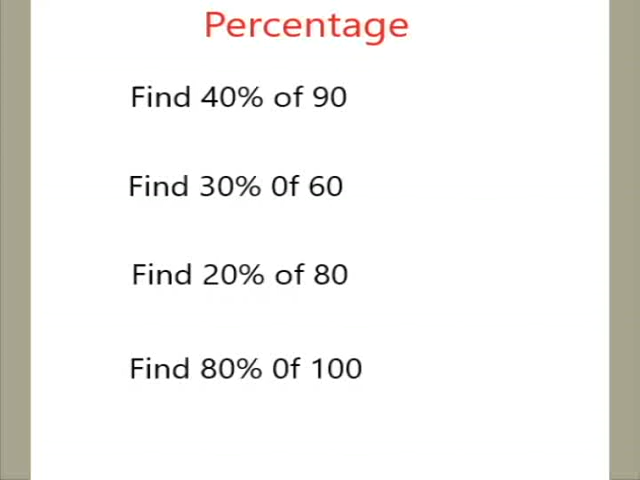 Percentage
Find 40% of 90
Find 30% 0f 60
Find 20% of 80
Find 80% 0f 100